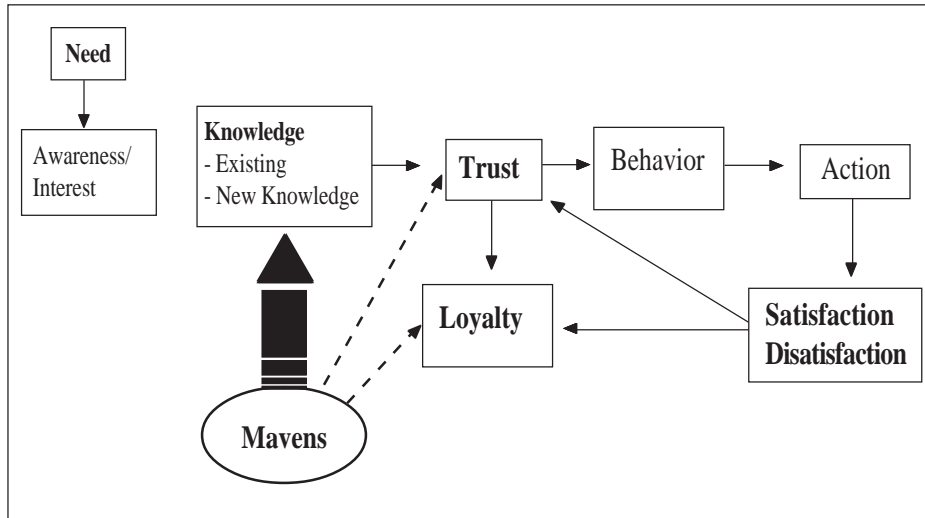 Need
Awareness/
Interest
Knowledge
- Existing
- New Knowledge
Trust
Behavior
Action
Loyalty
Satisfaction
Disatisfaction
Mavens